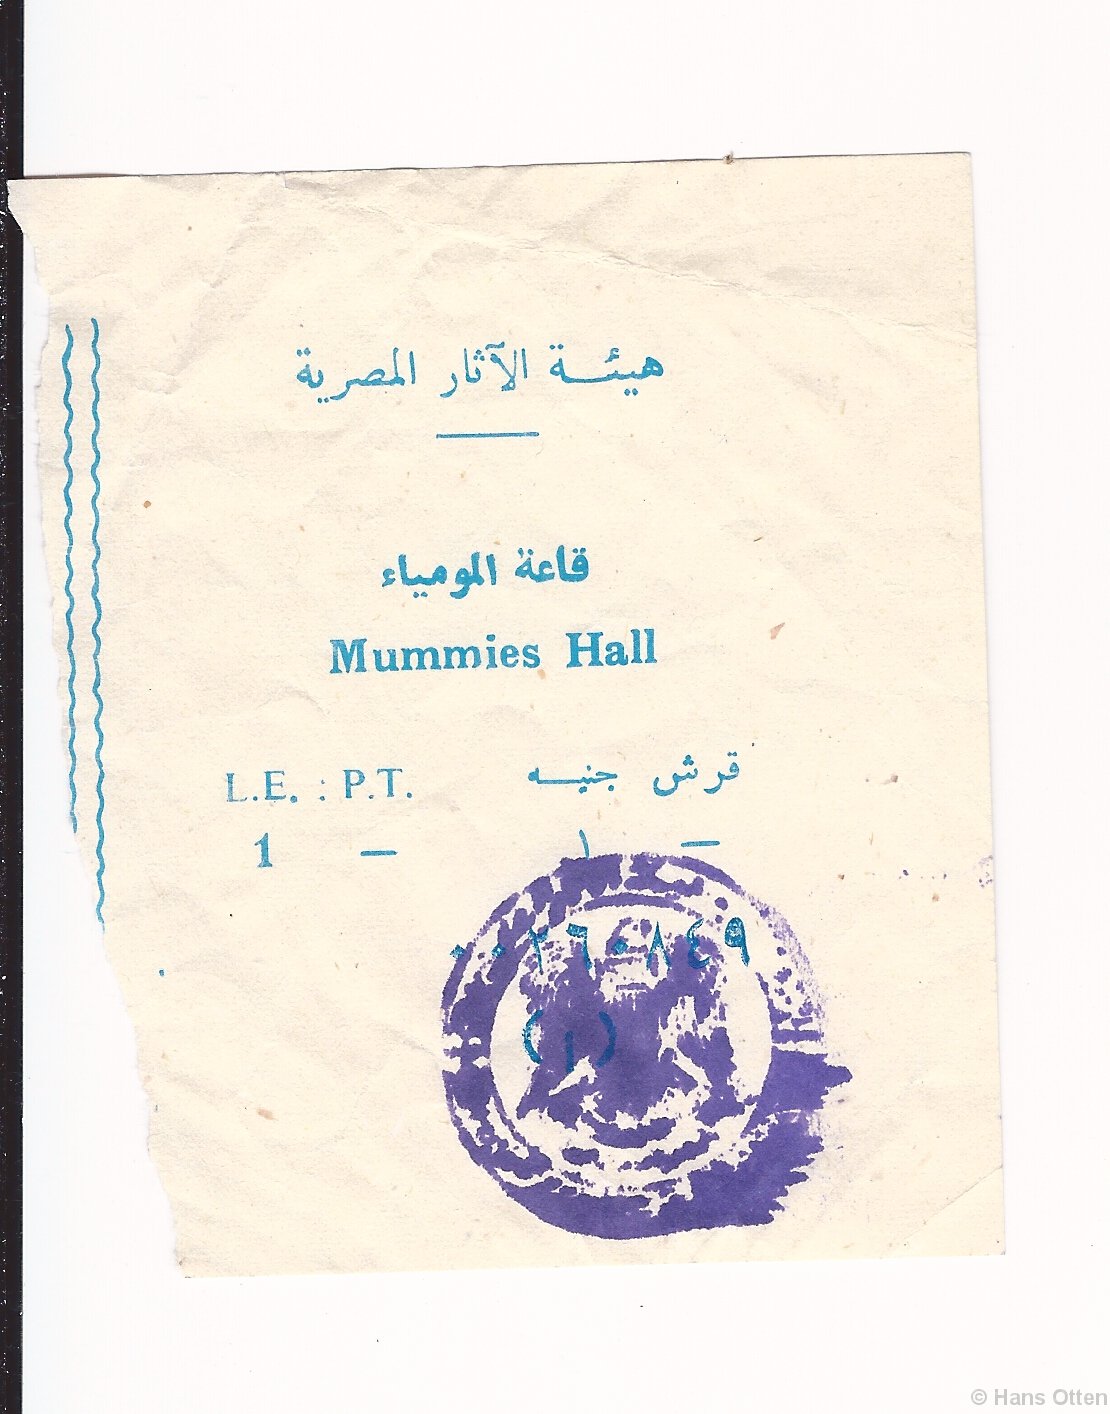 هيئة الآثار المصرية
قاعة المومياء
Mummies Hall
L.E. : P.T. قرش جنيه
1 — ١ —
٠٠٢٦٠٨٤٩
(١)
© Hans Otten